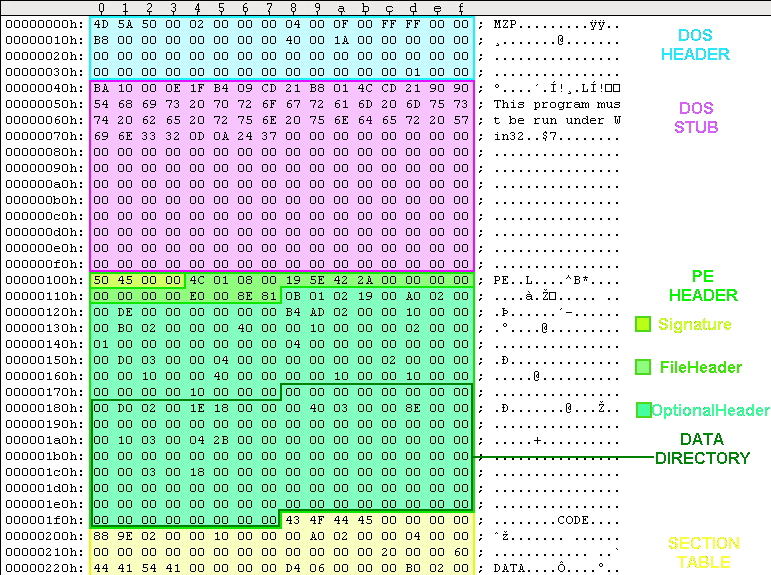 0 1 2 3 4 5 6 7 8 9 a b c d e f
00000000h: 4D 5A 50 00 02 00 00 00 04 00 0F 00 FF FF 00 00 ; MZP.........ÿÿ..
00000010h: B8 00 00 00 00 00 00 00 40 00 1A 00 00 00 00 00 ; ¸.......@.......
00000020h: 00 00 00 00 00 00 00 00 00 00 00 00 00 00 00 00 ; ................
00000030h: 00 00 00 00 00 00 00 00 00 00 00 00 00 01 00 00 ; ................
00000040h: BA 10 00 0E 1F B4 09 CD 21 B8 01 4C CD 21 90 90 ; º....´.Í!¸.LÍ!□□
00000050h: 54 68 69 73 20 70 72 6F 67 72 61 6D 20 6D 75 73 ; This program mus
00000060h: 74 20 62 65 20 72 75 6E 20 75 6E 64 65 72 20 57 ; t be run under W
00000070h: 69 6E 33 32 0D 0A 24 37 00 00 00 00 00 00 00 00 ; in32..$7........
00000080h: 00 00 00 00 00 00 00 00 00 00 00 00 00 00 00 00 ; ................
00000090h: 00 00 00 00 00 00 00 00 00 00 00 00 00 00 00 00 ; ................
000000a0h: 00 00 00 00 00 00 00 00 00 00 00 00 00 00 00 00 ; ................
000000b0h: 00 00 00 00 00 00 00 00 00 00 00 00 00 00 00 00 ; ................
000000c0h: 00 00 00 00 00 00 00 00 00 00 00 00 00 00 00 00 ; ................
000000d0h: 00 00 00 00 00 00 00 00 00 00 00 00 00 00 00 00 ; ................
000000e0h: 00 00 00 00 00 00 00 00 00 00 00 00 00 00 00 00 ; ................
000000f0h: 00 00 00 00 00 00 00 00 00 00 00 00 00 00 00 00 ; ................
00000100h: 50 45 00 00 4C 01 08 00 19 5E 42 2A 00 00 00 00 ; PE..L....^B*....
00000110h: 00 00 00 00 E0 00 8E 81 0B 01 02 19 00 A0 02 00 ; ....à.Ž□..... ..
00000120h: 00 DE 00 00 00 00 00 00 B4 AD 02 00 00 10 00 00 ; .Þ......´-......
00000130h: 00 B0 02 00 00 00 40 00 00 10 00 00 00 02 00 00 ; .°....@.........
00000140h: 01 00 00 00 00 00 00 00 04 00 00 00 00 00 00 00 ; ................
00000150h: 00 D0 03 00 00 04 00 00 00 00 00 00 02 00 00 00 ; .Ð..............
00000160h: 00 00 10 00 00 40 00 00 00 00 10 00 00 10 00 00 ; .....@..........
00000170h: 00 00 00 00 10 00 00 00 00 00 00 00 00 00 00 00 ; ................
00000180h: 00 D0 02 00 1E 18 00 00 00 40 03 00 00 8E 00 00 ; .Ð.......@...Ž..
00000190h: 00 00 00 00 00 00 00 00 00 00 00 00 00 00 00 00 ; ................
000001a0h: 00 10 03 00 04 2B 00 00 00 00 00 00 00 00 00 00 ; .....+..........
000001b0h: 00 00 00 00 00 00 00 00 00 00 00 00 00 00 00 00 ; ................
000001c0h: 00 00 03 00 18 00 00 00 00 00 00 00 00 00 00 00 ; ................
000001d0h: 00 00 00 00 00 00 00 00 00 00 00 00 00 00 00 00 ; ................
000001e0h: 00 00 00 00 00 00 00 00 00 00 00 00 00 00 00 00 ; ................
000001f0h: 00 00 00 00 00 00 00 00 43 4F 44 45 00 00 00 00 ; ........CODE....
00000200h: 88 9E 02 00 00 10 00 00 00 A0 02 00 00 04 00 00 ; ˆž....... ......
00000210h: 00 00 00 00 00 00 00 00 00 00 00 00 20 00 00 60 ; ............ ..`
00000220h: 44 41 54 41 00 00 00 00 D4 06 00 00 00 B0 02 00 ; DATA....Ô....°..
DOS
HEADER
DOS
STUB
PE
HEADER
Signature
FileHeader
OptionalHeader
DATA
DIRECTORY
SECTION
TABLE